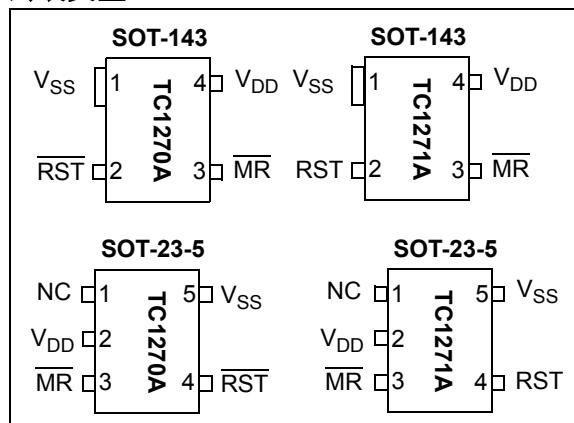 SOT-143 SOT-143
VSS 1 4 VDD VSS 1 4 VDD
TC1270A TC1271A
RST 2 3 MR RST 2 3 MR
SOT-23-5 SOT-23-5
NC 1 5 VSS NC 1 5 VSS
TC1270A TC1271A
VDD 2 VDD 2
MR 3 4 RST MR 3 4 RST